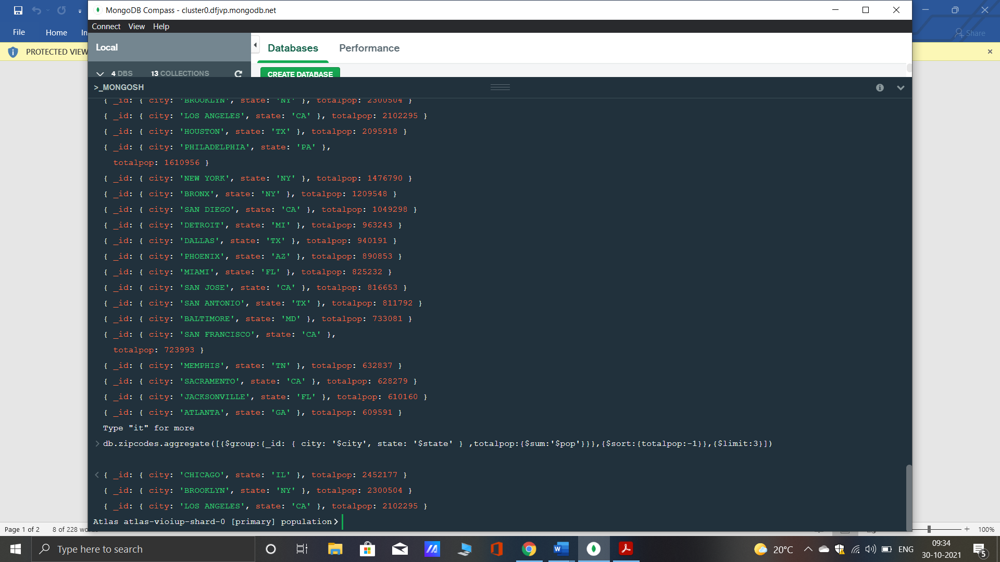 MongoDB Compass - cluster0.dfjvp.mongodb.net
File Home In
Share
Connect View Help
PROTECTED VIEW
Local
Databases Performance
4 DBS 13 COLLECTIONS
CREATE DATABASE
>_MONGOSH
{ _id: { city: 'BROOKLYN', state: 'NY' }, totalpop: 2300504 }
{ _id: { city: 'LOS ANGELES', state: 'CA' }, totalpop: 2102295 }
{ _id: { city: 'HOUSTON', state: 'TX' }, totalpop: 2095918 }
{ _id: { city: 'PHILADELPHIA', state: 'PA' },
totalpop: 1610956 }
{ _id: { city: 'NEW YORK', state: 'NY' }, totalpop: 1476790 }
{ _id: { city: 'BRONX', state: 'NY' }, totalpop: 1209548 }
{ _id: { city: 'SAN DIEGO', state: 'CA' }, totalpop: 1049298 }
{ _id: { city: 'DETROIT', state: 'MI' }, totalpop: 963243 }
{ _id: { city: 'DALLAS', state: 'TX' }, totalpop: 940191 }
{ _id: { city: 'PHOENIX', state: 'AZ' }, totalpop: 890853 }
{ _id: { city: 'MIAMI', state: 'FL' }, totalpop: 825232 }
{ _id: { city: 'SAN JOSE', state: 'CA' }, totalpop: 816653 }
{ _id: { city: 'SAN ANTONIO', state: 'TX' }, totalpop: 811792 }
{ _id: { city: 'BALTIMORE', state: 'MD' }, totalpop: 733081 }
{ _id: { city: 'SAN FRANCISCO', state: 'CA' },
totalpop: 723993 }
{ _id: { city: 'MEMPHIS', state: 'TN' }, totalpop: 632837 }
{ _id: { city: 'SACRAMENTO', state: 'CA' }, totalpop: 628279 }
{ _id: { city: 'JACKSONVILLE', state: 'FL' }, totalpop: 610160 }
{ _id: { city: 'ATLANTA', state: 'GA' }, totalpop: 609591 }
Type "it" for more
> db.zipcodes.aggregate([{$group:{_id: { city: '$city', state: '$state' } ,totalpop:{$sum:'$pop'}}},{$sort:{totalpop:-1}},{$limit:3}])
< { _id: { city: 'CHICAGO', state: 'IL' }, totalpop: 2452177 }
{ _id: { city: 'BROOKLYN', state: 'NY' }, totalpop: 2300504 }
{ _id: { city: 'LOS ANGELES', state: 'CA' }, totalpop: 2102295 }
Atlas atlas-vioiup-shard-0 [primary] population>
Page 1 of 2 8 of 228 wo
100%
Type here to search
20°C
ENG
09:34
30-10-2021
5